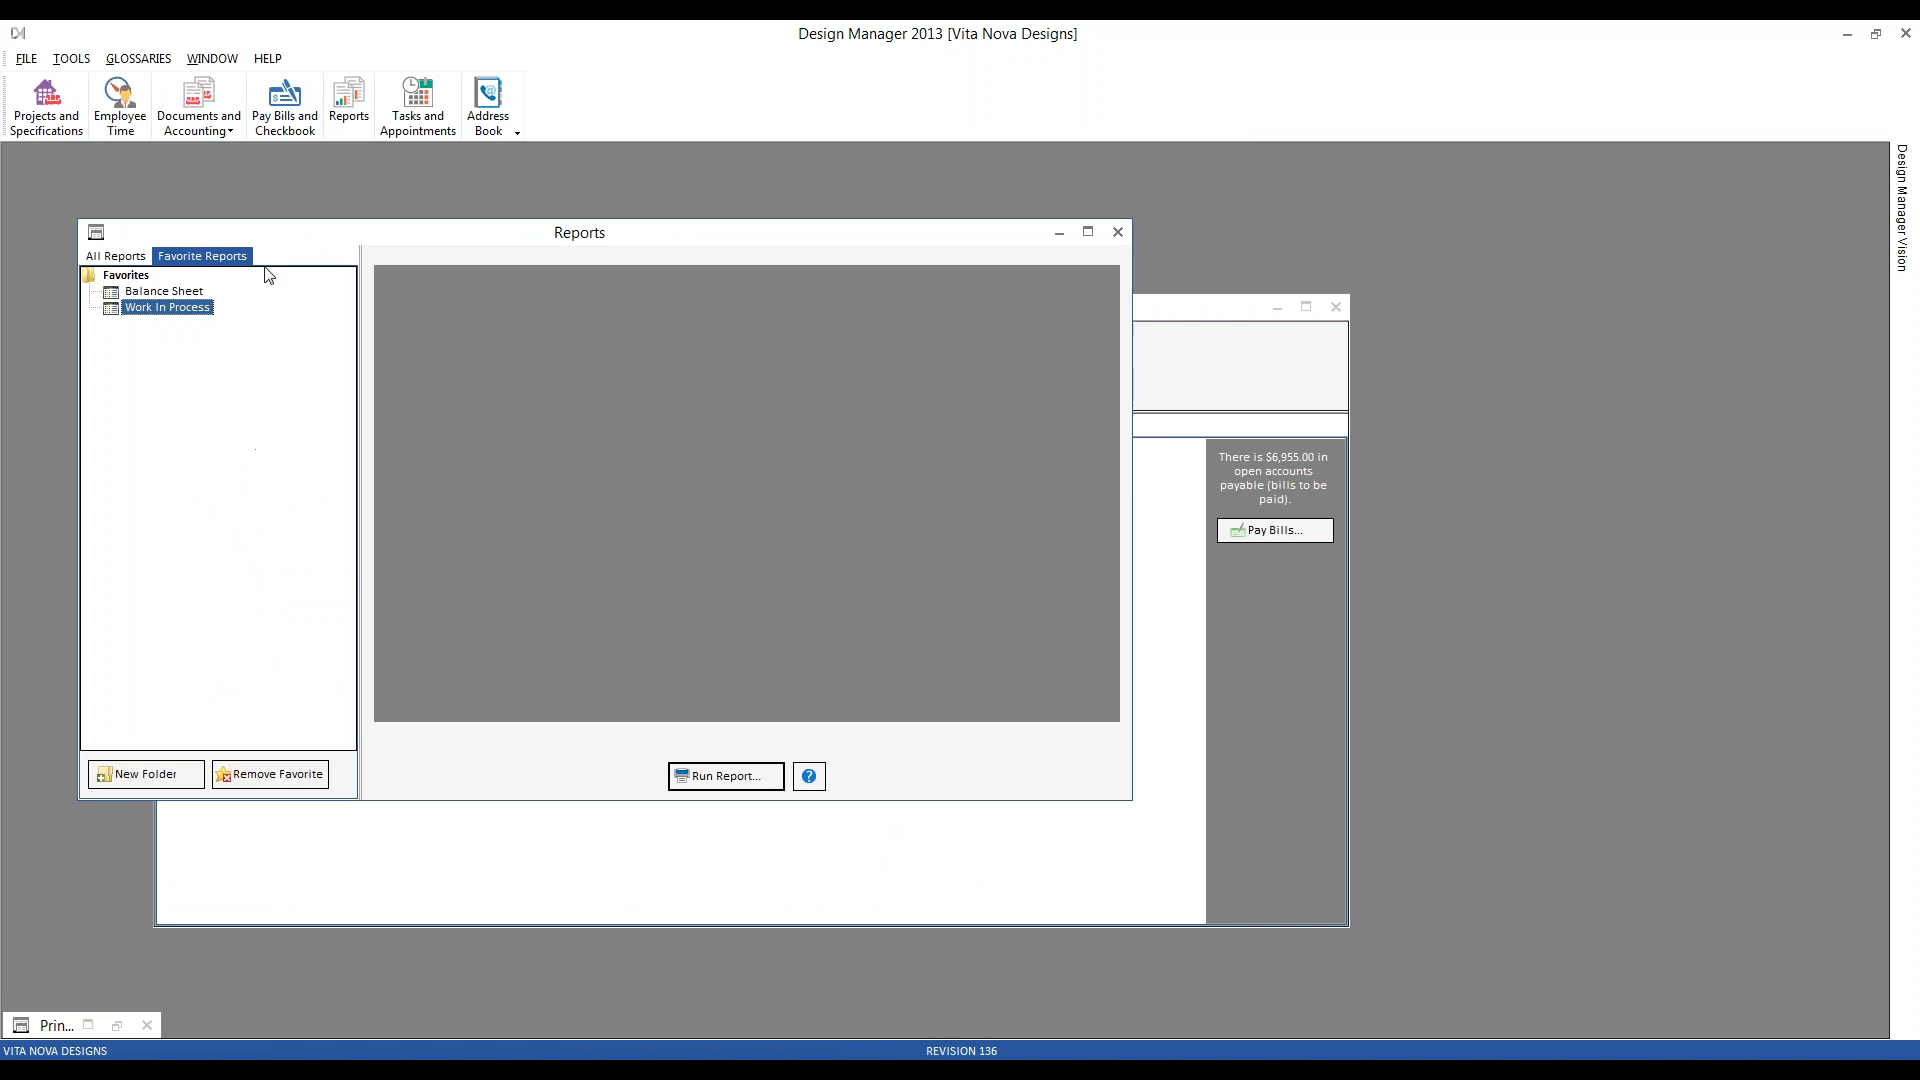 Design Manager 2013 [Vita Nova Designs]
FILE TOOLS GLOSSARIES WINDOW HELP
Projects and Specifications
Employee Time
Documents and Accounting
Pay Bills and Checkbook
Reports
Tasks and Appointments
Address Book
Design Manager Vision
Reports
All Reports Favorite Reports
Favorites
Balance Sheet
Work In Process
There is $6,955.00 in
open accounts
payable (bills to be
paid).
Pay Bills...
New Folder Remove Favorite
Run Report... ?
Prin...
VITA NOVA DESIGNS REVISION 136